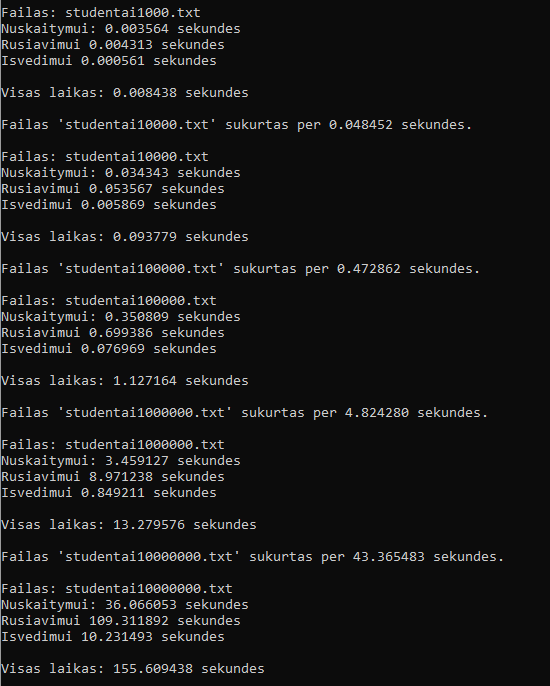 Failas: studentai1000.txt
Nuskaitymui: 0.003564 sekundes
Rusiavimui 0.004313 sekundes
Isvedimui 0.000561 sekundes
Visas laikas: 0.008438 sekundes
Failas 'studentai10000.txt' sukurtas per 0.048452 sekundes.
Failas: studentai10000.txt
Nuskaitymui: 0.034343 sekundes
Rusiavimui 0.053567 sekundes
Isvedimui 0.005869 sekundes
Visas laikas: 0.093779 sekundes
Failas 'studentai100000.txt' sukurtas per 0.472862 sekundes.
Failas: studentai100000.txt
Nuskaitymui: 0.350809 sekundes
Rusiavimui 0.699386 sekundes
Isvedimui 0.076969 sekundes
Visas laikas: 1.127164 sekundes
Failas 'studentai1000000.txt' sukurtas per 4.824280 sekundes.
Failas: studentai1000000.txt
Nuskaitymui: 3.459127 sekundes
Rusiavimui 8.971238 sekundes
Isvedimui 0.849211 sekundes
Visas laikas: 13.279576 sekundes
Failas 'studentai10000000.txt' sukurtas per 43.365483 sekundes.
Failas: studentai10000000.txt
Nuskaitymui: 36.066053 sekundes
Rusiavimui 109.311892 sekundes
Isvedimui 10.231493 sekundes
Visas laikas: 155.609438 sekundes